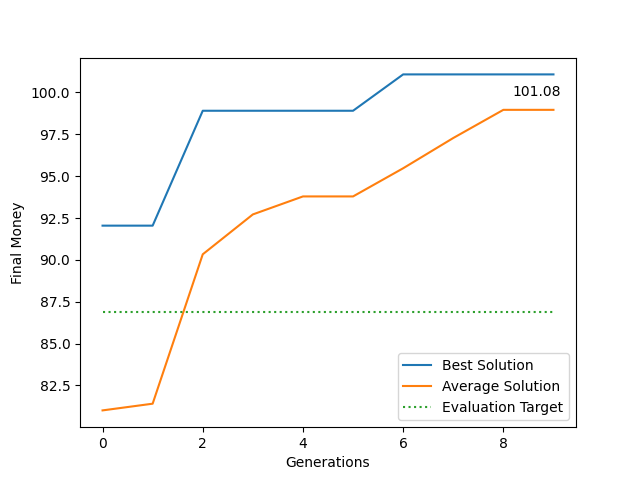 100.0
97.5
95.0
92.5
90.0
87.5
85.0
82.5
Final Money
101.08
Best Solution
Average Solution
Evaluation Target
0 2 4 6 8
Generations